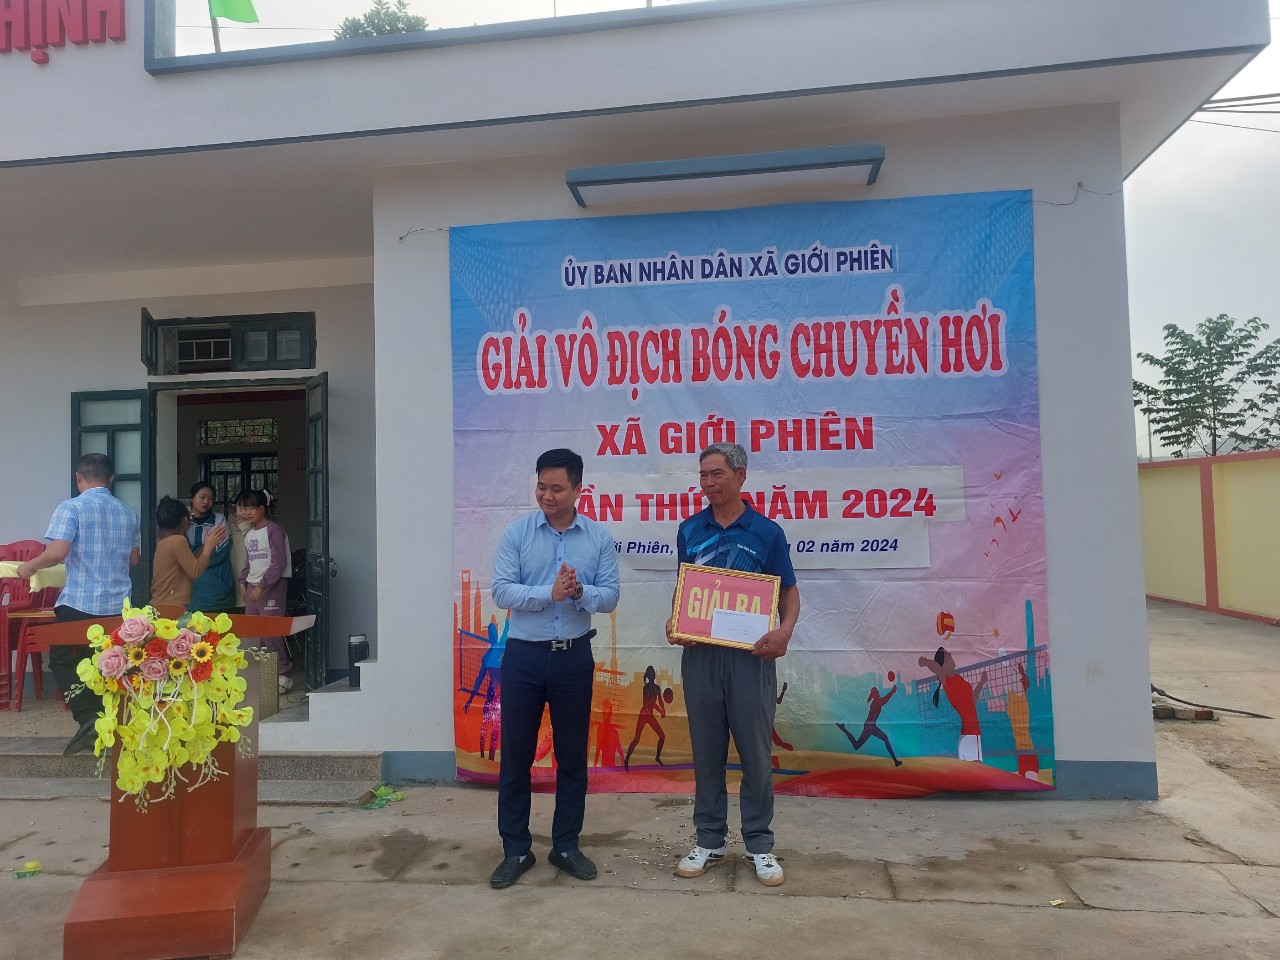 HỊNH
ỦY BAN NHÂN DÂN XÃ GIỚI PHIÊN
GIẢI VÔ ĐỊCH BÓNG CHUYỀN HƠI
XÃ GIỚI PHIÊN
ẦN THỨ NĂM 2024
ới Phiên, g 02 năm 2024
GIẢI BA